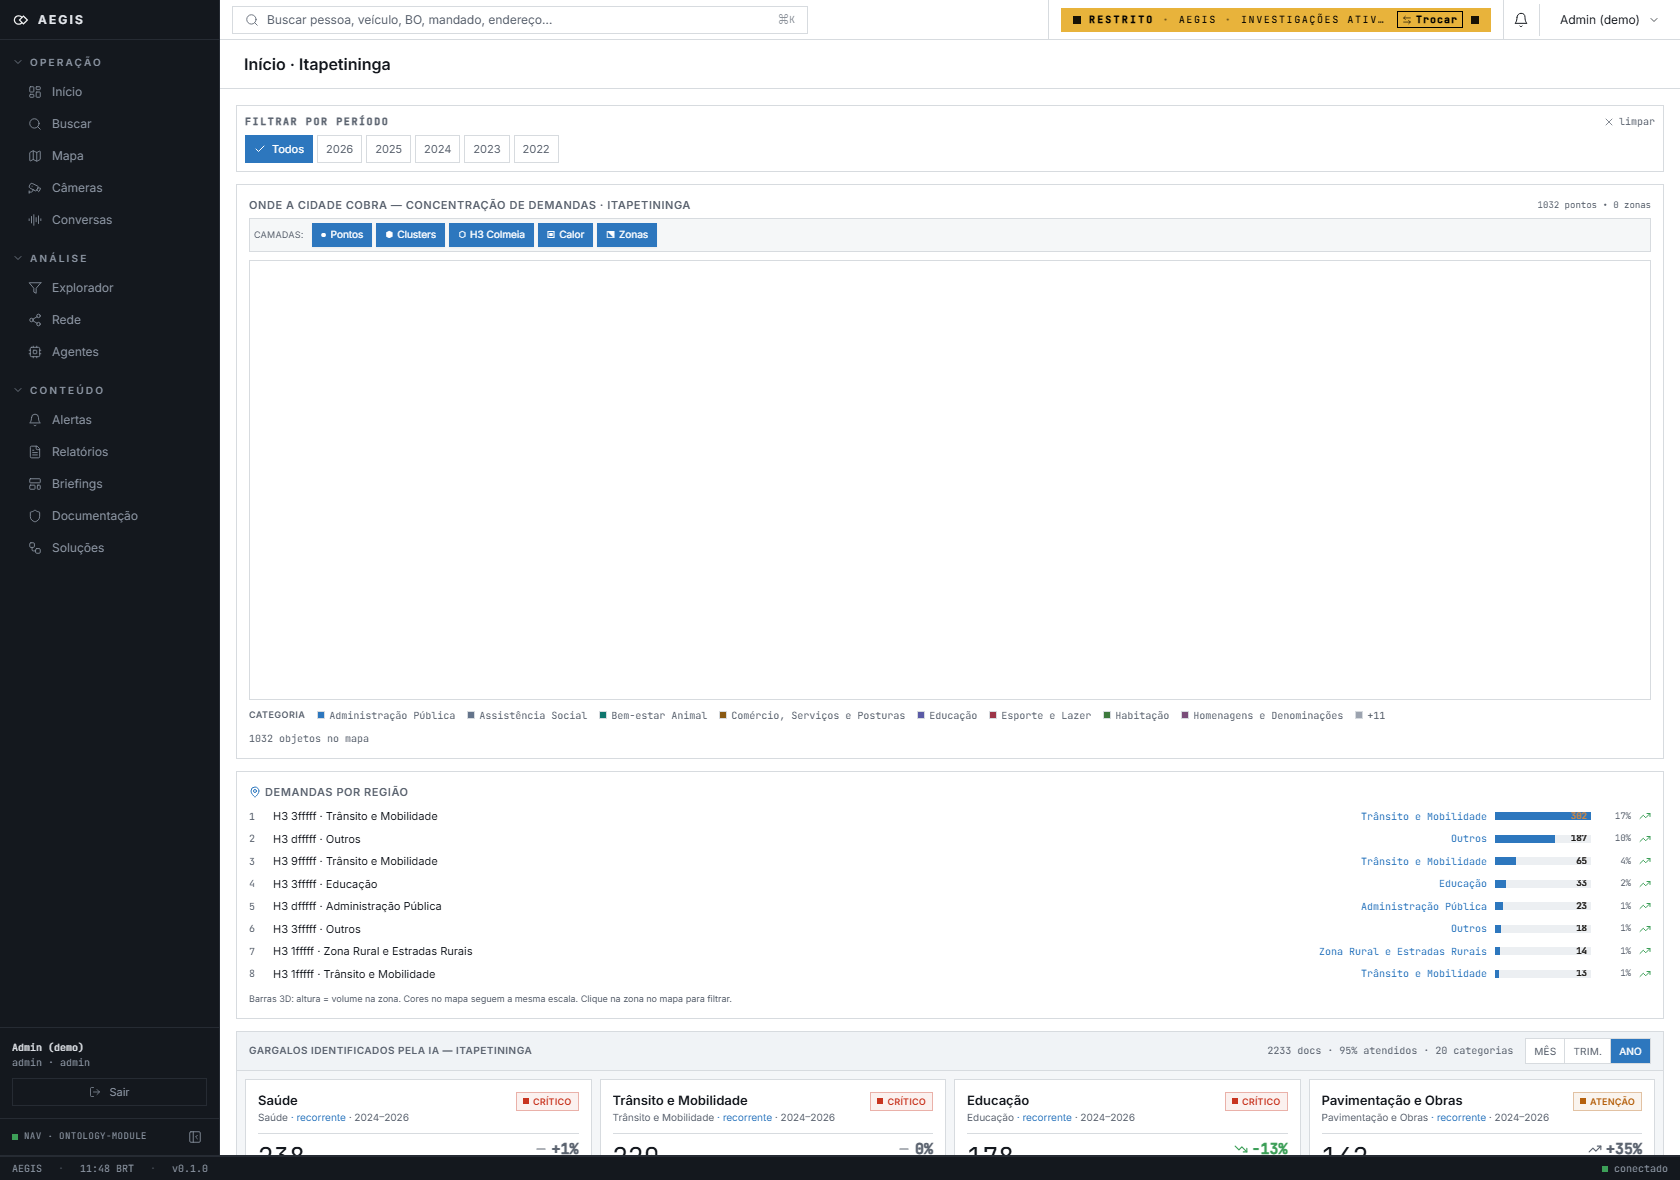 AEGIS
Buscar pessoa, veículo, BO, mandado, endereço...
⌘K
RESTRITO · AEGIS · INVESTIGAÇÕES ATIV…
Trocar
Admin (demo)
OPERAÇÃO
Início
Buscar
Mapa
Câmeras
Conversas
ANÁLISE
Explorador
Rede
Agentes
CONTEÚDO
Alertas
Relatórios
Briefings
Documentação
Soluções
Admin (demo)
admin · admin
Sair
NAV · ONTOLOGY-MODULE
Início · Itapetininga
FILTRAR POR PERÍODO
limpar
Todos 2026 2025 2024 2023 2022
ONDE A CIDADE COBRA — CONCENTRAÇÃO DE DEMANDAS · ITAPETININGA
1032 pontos • 0 zonas
CAMADAS: Pontos Clusters H3 Colmeia Calor Zonas
CATEGORIA Administração Pública Assistência Social Bem-estar Animal Comércio, Serviços e Posturas Educação Esporte e Lazer Habitação Homenagens e Denominações +11
1032 objetos no mapa
DEMANDAS POR REGIÃO
1 H3 3fffff · Trânsito e Mobilidade Trânsito e Mobilidade 302 17%
2 H3 dfffff · Outros Outros 187 10%
3 H3 9fffff · Trânsito e Mobilidade Trânsito e Mobilidade 65 4%
4 H3 3fffff · Educação Educação 33 2%
5 H3 dfffff · Administração Pública Administração Pública 23 1%
6 H3 3fffff · Outros Outros 18 1%
7 H3 1fffff · Zona Rural e Estradas Rurais Zona Rural e Estradas Rurais 14 1%
8 H3 1fffff · Trânsito e Mobilidade Trânsito e Mobilidade 13 1%
Barras 3D: altura = volume na zona. Cores no mapa seguem a mesma escala. Clique na zona no mapa para filtrar.
GARGALOS IDENTIFICADOS PELA IA — ITAPETININGA
2233 docs · 95% atendidos · 20 categorias
MÊS TRIM. ANO
Saúde CRÍTICO
Saúde · recorrente · 2024–2026
238 +1%
Trânsito e Mobilidade CRÍTICO
Trânsito e Mobilidade · recorrente · 2024–2026
0%
Educação CRÍTICO
Educação · recorrente · 2024–2026
178 -13%
Pavimentação e Obras ATENÇÃO
Pavimentação e Obras · recorrente · 2024–2026
+35%
AEGIS · 11:48 BRT · v0.1.0
conectado